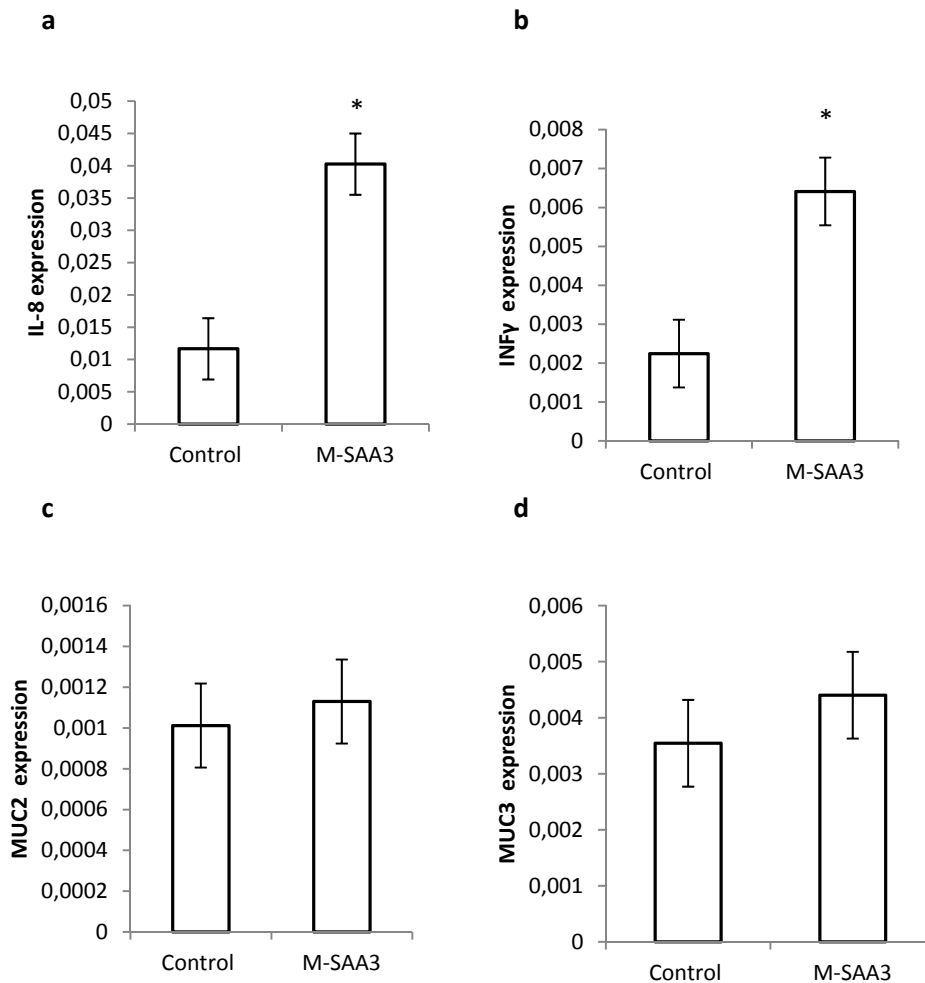 a
IL-8 expression
0,05
0,045
0,04
0,035
0,03
0,025
0,02
0,015
0,01
0,005
0
*
Control
M-SAA3
b
INFγ expression
0,008
0,007
0,006
0,005
0,004
0,003
0,002
0,001
0
*
Control
M-SAA3
c
MUC2 expression
0,0016
0,0014
0,0012
0,001
0,0008
0,0006
0,0004
0,0002
0
Control
M-SAA3
d
MUC3 expression
0,006
0,005
0,004
0,003
0,002
0,001
0
Control
M-SAA3